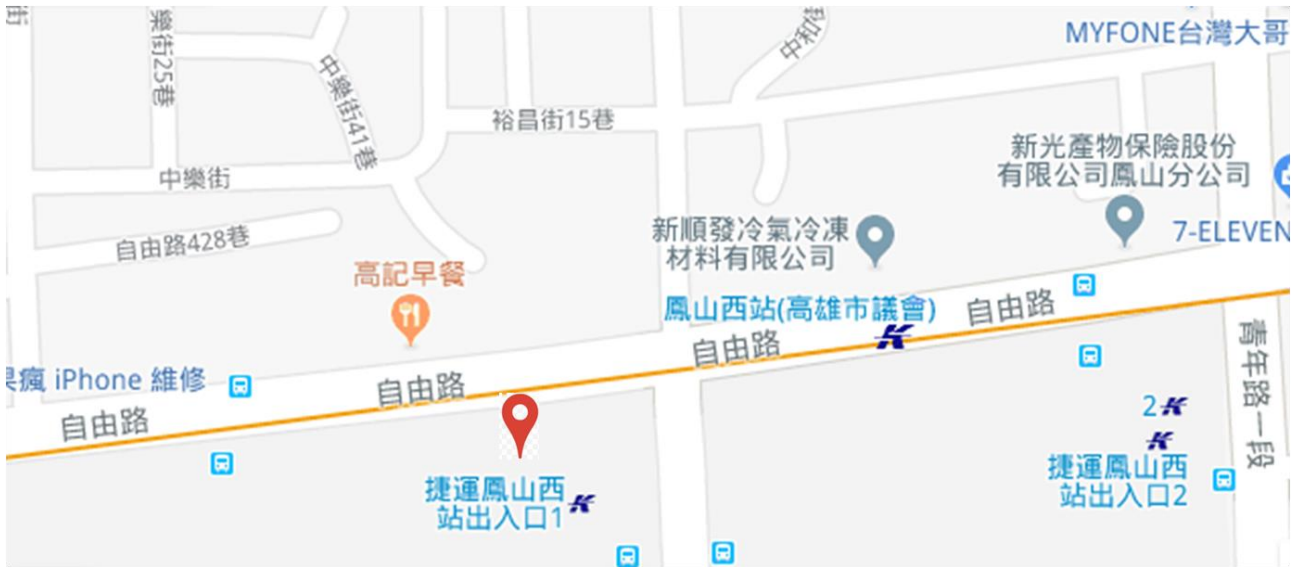 街
樂街25巷
中樂街41巷
中和街
MYFONE台灣大哥
裕昌街15巷
新光產物保險股份
有限公司鳳山分公司
中樂街
自由路428巷
新順發冷氣冷凍
材料有限公司
7-ELEVEN
高記早餐
鳳山西站(高雄市議會)
自由路
自由路
瘋 iPhone 維修
自由路
自由路
青年路一段
2
捷運鳳山西
站出入口1
捷運鳳山西
站出入口2